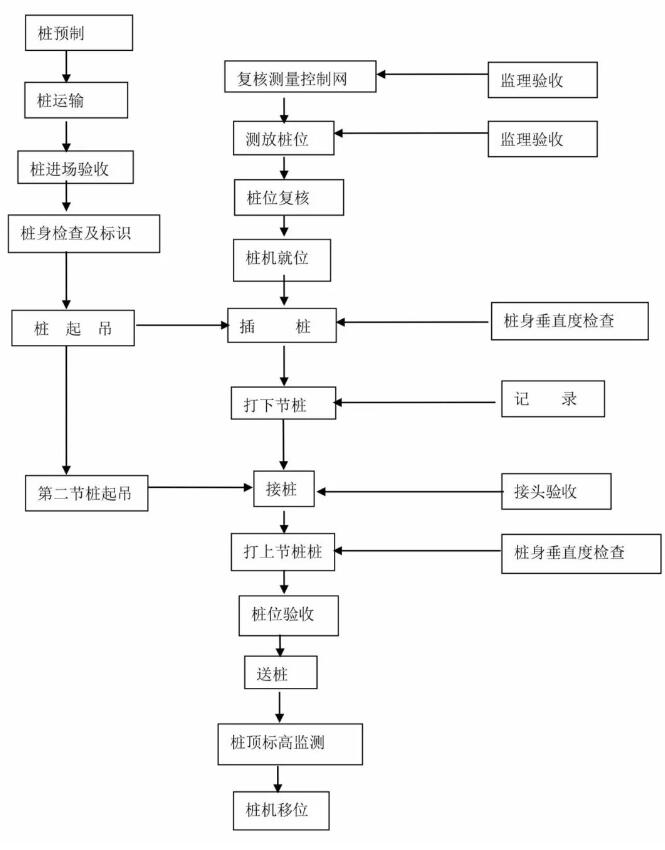 桩预制
复核测量控制网
监理验收
桩运输
测放桩位
监理验收
桩进场验收
桩位复核
桩身检查及标识
桩机就位
桩 起 吊
插 桩
桩身垂直度检查
打下节桩
记 录
第二节桩起吊
接桩
接头验收
打上节桩桩
桩身垂直度检查
桩位验收
送桩
桩顶标高监测
桩机移位